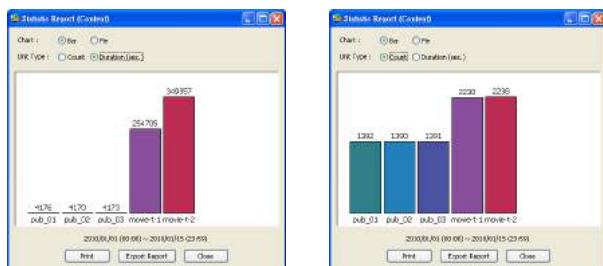 Statistic Report (Content)
Chart : Bar Pie
Unit Type : Count Duration (sec.)
349357
254705
4176 4170 4173
pub_01 pub_02 pub_03 movie-t-1 movie-t-2
2010/01/01 (00:00) ~ 2010/01/15 (23:59)
Print Export Report Close
Statistic Report (Content)
Chart : Bar Pie
Unit Type : Count Duration (sec.)
2230 2238
1392 1390 1391
pub_01 pub_02 pub_03 movie-t-1 movie-t-2
2010/01/01 (00:00) ~ 2010/01/15 (23:59)
Print Export Report Close